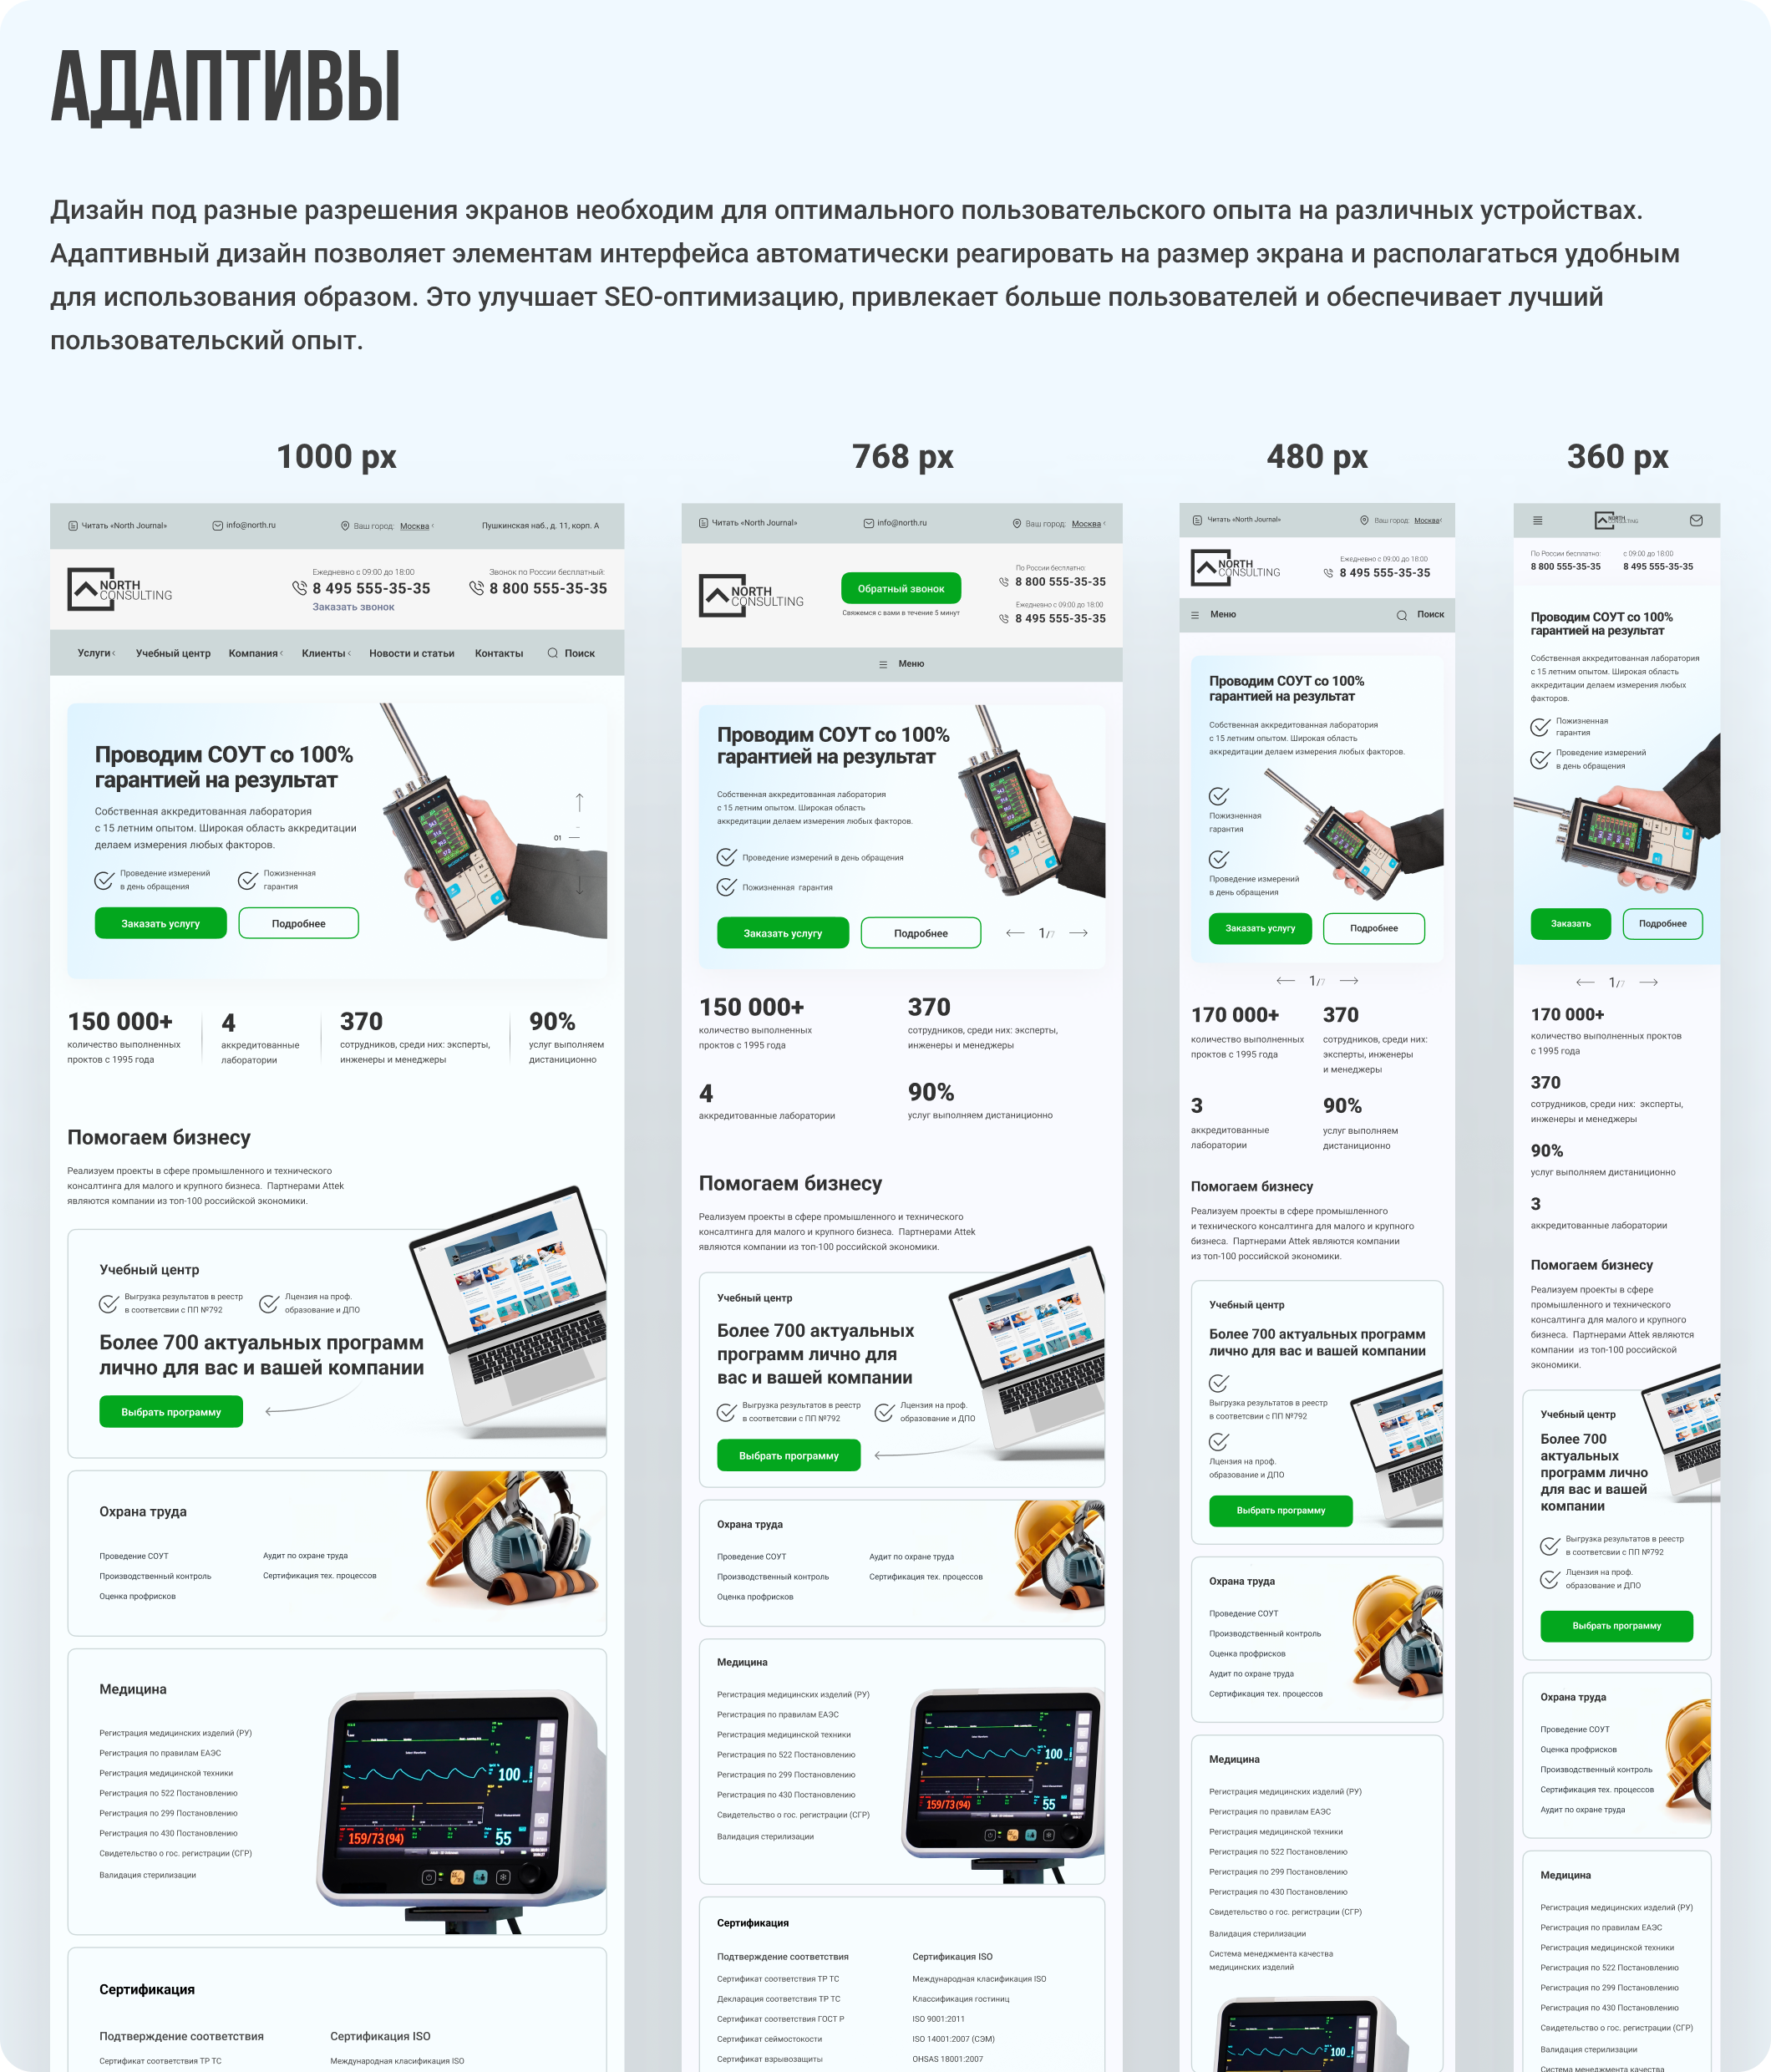 АДАПТИВЫ
Дизайн под разные разрешения экранов необходим для оптимального пользовательского опыта на различных устройствах.
Адаптивный дизайн позволяет элементам интерфейса автоматически реагировать на размер экрана и располагаться удобным
для использования образом. Это улучшает SEO-оптимизацию, привлекает больше пользователей и обеспечивает лучший
пользовательский опыт.
1000 px
Читать «North Journal»
info@north.ru
Ваш город: Москва
Пушкинская наб., д. 11, корп. А
NORTH
CONSULTING
Ежедневно с 09:00 до 18:00
8 495 555-35-35
Заказать звонок
Звонок по России бесплатный:
8 800 555-35-35
Услуги
Учебный центр
Компания
Клиенты
Новости и статьи
Контакты
Поиск
Проводим СОУТ со 100%
гарантией на результат
Собственная аккредитованная лаборатория
с 15 летним опытом. Широкая область аккредитации
делаем измерения любых факторов.
Проведение измерений
в день обращения
Пожизненная
гарантия
Заказать услугу
Подробнее
01
150 000+
количество выполненных
проктов с 1995 года
4
аккредитованные
лаборатории
370
сотрудников, среди них: эксперты,
инженеры и менеджеры
90%
услуг выполняем
дистаниционно
Помогаем бизнесу
Реализуем проекты в сфере промышленного и технического
консалтинга для малого и крупного бизнеса. Партнерами Attek
являются компании из топ-100 российской экономики.
Учебный центр
Выгрузка результатов в реестр
в соответсвии с ПП №792
Лцензия на проф.
образование и ДПО
Более 700 актуальных программ
лично для вас и вашей компании
Выбрать программу
Охрана труда
Проведение СОУТ
Производственный контроль
Оценка профрисков
Аудит по охране труда
Сертификация тех. процессов
Медицина
Регистрация медицинских изделий (РУ)
Регистрация по правилам ЕАЭС
Регистрация медицинской техники
Регистрация по 522 Постановлению
Регистрация по 299 Постановлению
Регистрация по 430 Постановлению
Свидетельство о гос. регистрации (СГР)
Валидация стерилизации
100
159/73(94)
55
Сертификация
Подтверждение соответствия
Сертификат соответствия ТР ТС
Сертификация ISO
Международная класификация ISO
768 px
Читать «North Journal»
info@north.ru
Ваш город: Москва
NORTH
CONSULTING
Обратный звонок
Свяжемся с вами в течение 5 минут
По России бесплатно:
8 800 555-35-35
Ежедневно с 09:00 до 18:00
8 495 555-35-35
Меню
Проводим СОУТ со 100%
гарантией на результат
Собственная аккредитованная лаборатория
с 15 летним опытом. Широкая область
аккредитации делаем измерения любых факторов.
Проведение измерений в день обращения
Пожизненная гарантия
Заказать услугу
Подробнее
1/7
150 000+
количество выполненных
проктов с 1995 года
370
сотрудников, среди них: эксперты,
инженеры и менеджеры
4
аккредитованные лаборатории
90%
услуг выполняем дистаниционно
Помогаем бизнесу
Реализуем проекты в сфере промышленного и технического
консалтинга для малого и крупного бизнеса. Партнерами Attek
являются компании из топ-100 российской экономики.
Учебный центр
Более 700 актуальных
программ лично для
вас и вашей компании
Выгрузка результатов в реестр
в соответсвии с ПП №792
Лцензия на проф.
образование и ДПО
Выбрать программу
Охрана труда
Проведение СОУТ
Производственный контроль
Оценка профрисков
Аудит по охране труда
Сертификация тех. процессов
Медицина
Регистрация медицинских изделий (РУ)
Регистрация по правилам ЕАЭС
Регистрация медицинской техники
Регистрация по 522 Постановлению
Регистрация по 299 Постановлению
Регистрация по 430 Постановлению
Свидетельство о гос. регистрации (СГР)
Валидация стерилизации
100
159/73(94)
55
Сертификация
Подтверждение соответствия
Сертификат соответствия ТР ТС
Декларация соответствия ТР ТС
Сертификат соответствия ГОСТ Р
Сертификат сеймостокости
Сертификат взрывозащиты
Сертификация ISO
Международная класификация ISO
Классификация гостиниц
ISO 9001:2011
ISO 14001:2007 (СЭМ)
OHSAS 18001:2007
480 px
Читать «North Journal»
Ваш город: Москва
NORTH
CONSULTING
Ежедневно с 09:00 до 18:00
8 495 555-35-35
Меню
Поиск
Проводим СОУТ со 100%
гарантией на результат
Собственная аккредитованная лаборатория
с 15 летним опытом. Широкая область
аккредитации делаем измерения любых факторов.
Пожизненная
гарантия
Проведение измерений
в день обращения
Заказать услугу
Подробнее
1/7
170 000+
количество выполненных
проктов с 1995 года
370
сотрудников, среди них:
эксперты, инженеры
и менеджеры
3
аккредитованные
лаборатории
90%
услуг выполняем
дистаниционно
Помогаем бизнесу
Реализуем проекты в сфере промышленного
и технического консалтинга для малого и крупного
бизнеса. Партнерами Attek являются компании
из топ-100 российской экономики.
Учебный центр
Более 700 актуальных программ
лично для вас и вашей компании
Выгрузка результатов в реестр
в соответсвии с ПП №792
Лцензия на проф.
образование и ДПО
Выбрать программу
Охрана труда
Проведение СОУТ
Производственный контроль
Оценка профрисков
Аудит по охране труда
Сертификация тех. процессов
Медицина
Регистрация медицинских изделий (РУ)
Регистрация по правилам ЕАЭС
Регистрация медицинской техники
Регистрация по 522 Постановлению
Регистрация по 299 Постановлению
Регистрация по 430 Постановлению
Свидетельство о гос. регистрации (СГР)
Валидация стерилизации
Система менеджмента качества
медицинских изделий
100
360 px
NORTH
CONSULTING
По России бесплатно:
8 800 555-35-35
с 09:00 до 18:00
8 495 555-35-35
Проводим СОУТ со 100%
гарантией на результат
Собственная аккредитованная лаборатория
с 15 летним опытом. Широкая область
аккредитации делаем измерения любых
факторов.
Пожизненная
гарантия
Проведение измерений
в день обращения
Заказать
Подробнее
1/7
170 000+
количество выполненных проктов
с 1995 года
370
сотрудников, среди них: эксперты,
инженеры и менеджеры
90%
услуг выполняем дистаниционно
3
аккредитованные лаборатории
Помогаем бизнесу
Реализуем проекты в сфере
промышленного и технического
консалтинга для малого и крупного
бизнеса. Партнерами Attek являются
компании из топ-100 российской
экономики.
Учебный центр
Более 700
актуальных
программ лично
для вас и вашей
компании
Выгрузка результатов в реестр
в соответсвии с ПП №792
Лцензия на проф.
образование и ДПО
Выбрать программу
Охрана труда
Проведение СОУТ
Оценка профрисков
Производственный контроль
Сертификация тех. процессов
Аудит по охране труда
Медицина
Регистрация медицинских изделий (РУ)
Регистрация по правилам ЕАЭС
Регистрация медицинской техники
Регистрация по 522 Постановлению
Регистрация по 299 Постановлению
Регистрация по 430 Постановлению
Свидетельство о гос. регистрации (СГР)
Валидация стерилизации
Система менеджмента качества